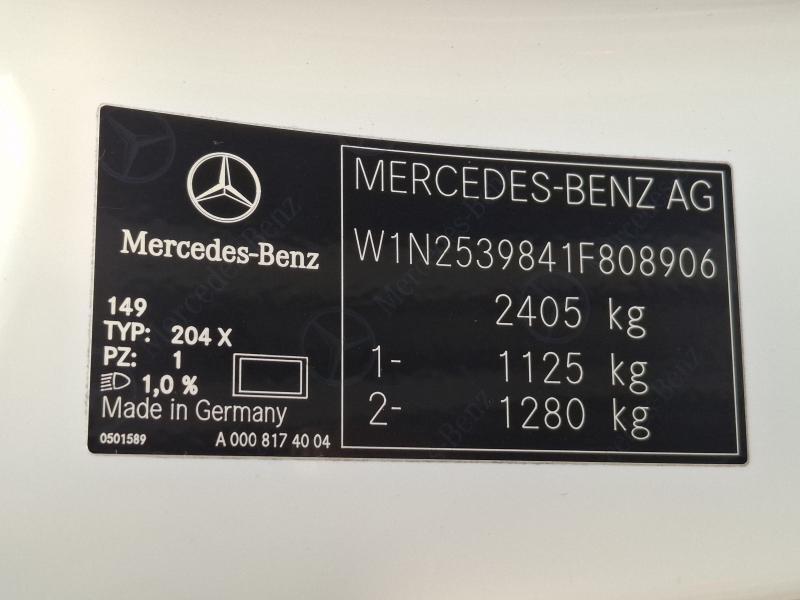 Mercedes-Benz
149
TYP: 204 X
PZ: 1
1,0 %
Made in Germany
0501589 A 000 817 40 04
MERCEDES-BENZ AG
W1N2539841F808906
2405 kg
1- 1125 kg
2- 1280 kg